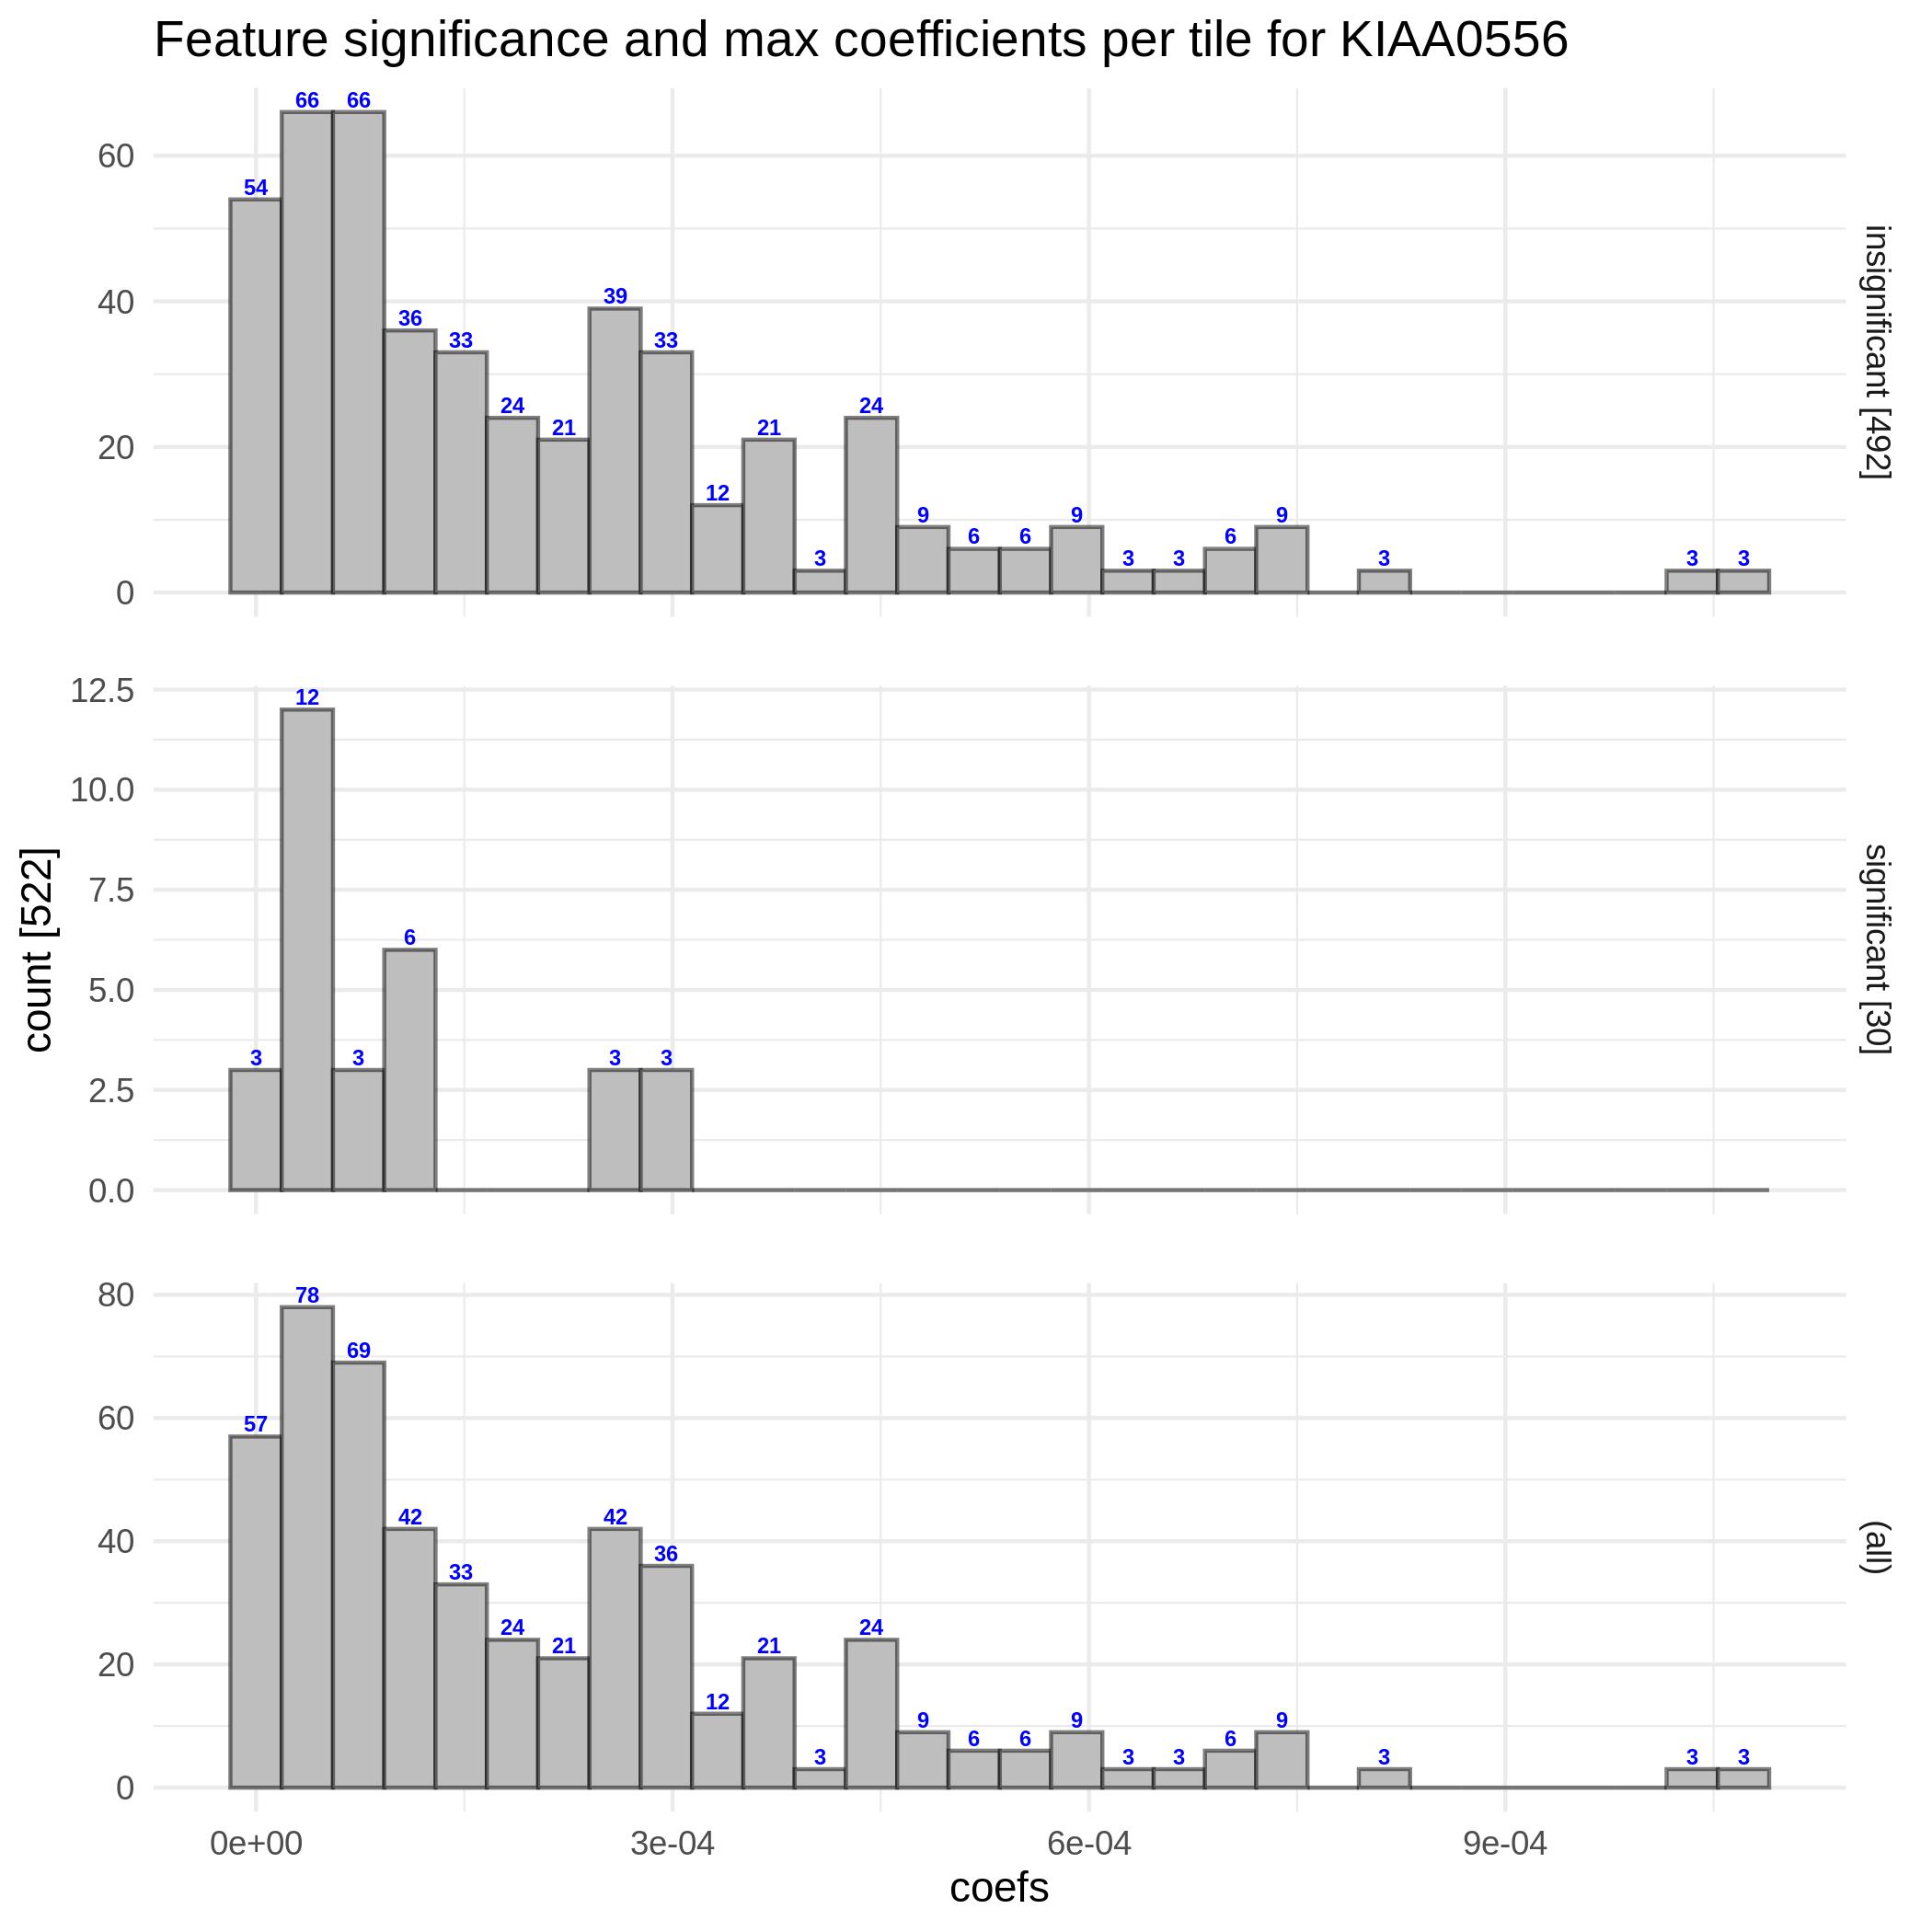 Feature significance and max coefficients per tile for KIAA0556
66 66
60
54
39
40
36
33 33
24 24
21 21
20
12
9 9 9
6 6 6
3 3 3 3 3 3
0
insignificant [492]
12.5
12
10.0
7.5
6
5.0
3 3 3 3
2.5
0.0
significant [30]
count [522]
80
78
69
60
57
42 42
40
36
33
24 24
21 21
20
12
9 9 9
6 6 6
3 3 3 3 3 3
0
(all)
0e+00 3e-04 6e-04 9e-04
coefs